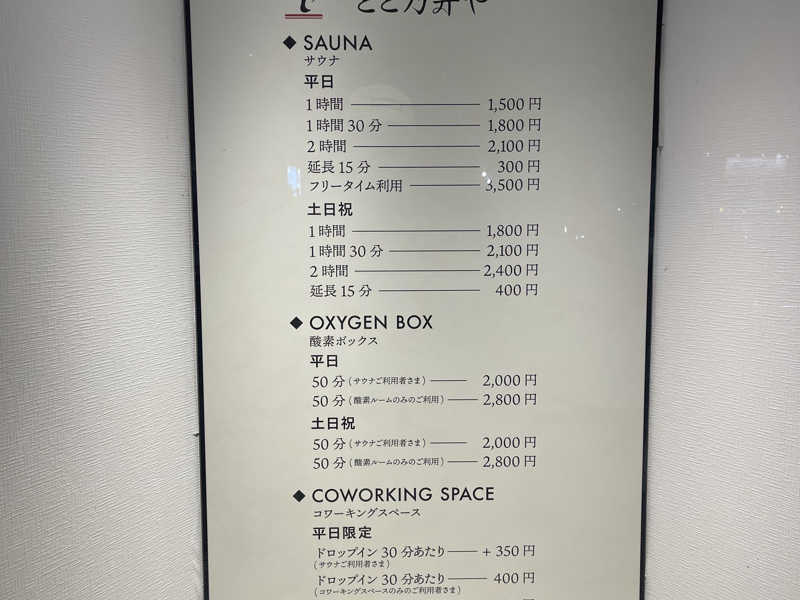 ◆ SAUNA
サウナ
平日
1時間 1,500円
1時間30分 1,800円
2時間 2,100円
延長15分 300円
フリータイム利用 3,500円
土日祝
1時間 1,800円
1時間30分 2,100円
2時間 2,400円
延長15分 400円
◆ OXYGEN BOX
酸素ボックス
平日
50分(サウナご利用者さま) 2,000円
50分(酸素ルームのみのご利用) 2,800円
土日祝
50分(サウナご利用者さま) 2,000円
50分(酸素ルームのみのご利用) 2,800円
◆ COWORKING SPACE
コワーキングスペース
平日限定
ドロップイン 30分あたり + 350円
(サウナご利用者さま)
ドロップイン 30分あたり 400円
(コワーキングスペースのみのご利用者さま)